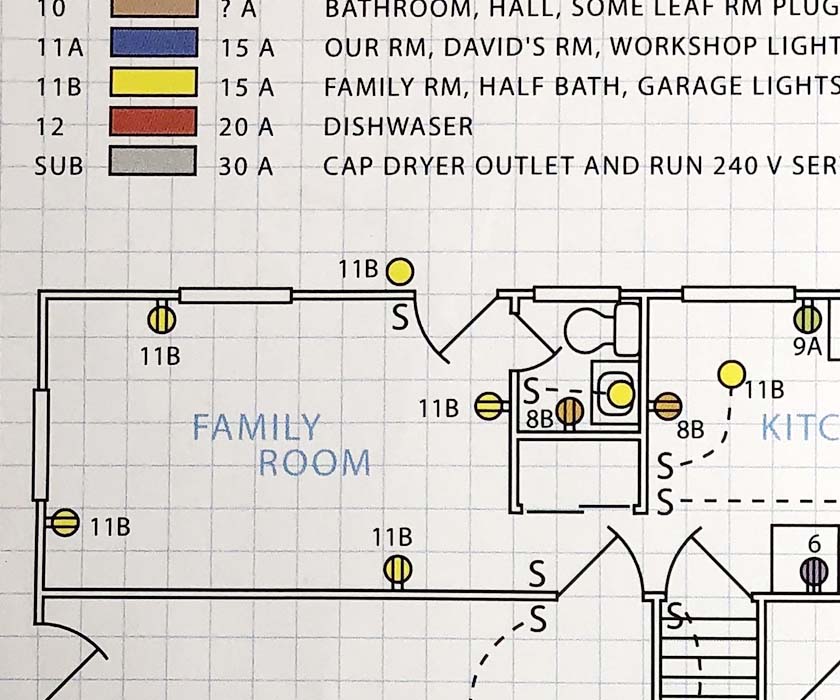 10 ? A BATHROOM, HALL, SOME LEAF RM PLUG
11A 15 A OUR RM, DAVID'S RM, WORKSHOP LIGHT
11B 15 A FAMILY RM, HALF BATH, GARAGE LIGHTS
12 20 A DISHWASER
SUB 30 A CAP DRYER OUTLET AND RUN 240 V SER
11B
S
11B
9A
11B
S
11B
8B
8B
FAMILY
ROOM
KITC
S
S
11B
11B
6
S
S
S